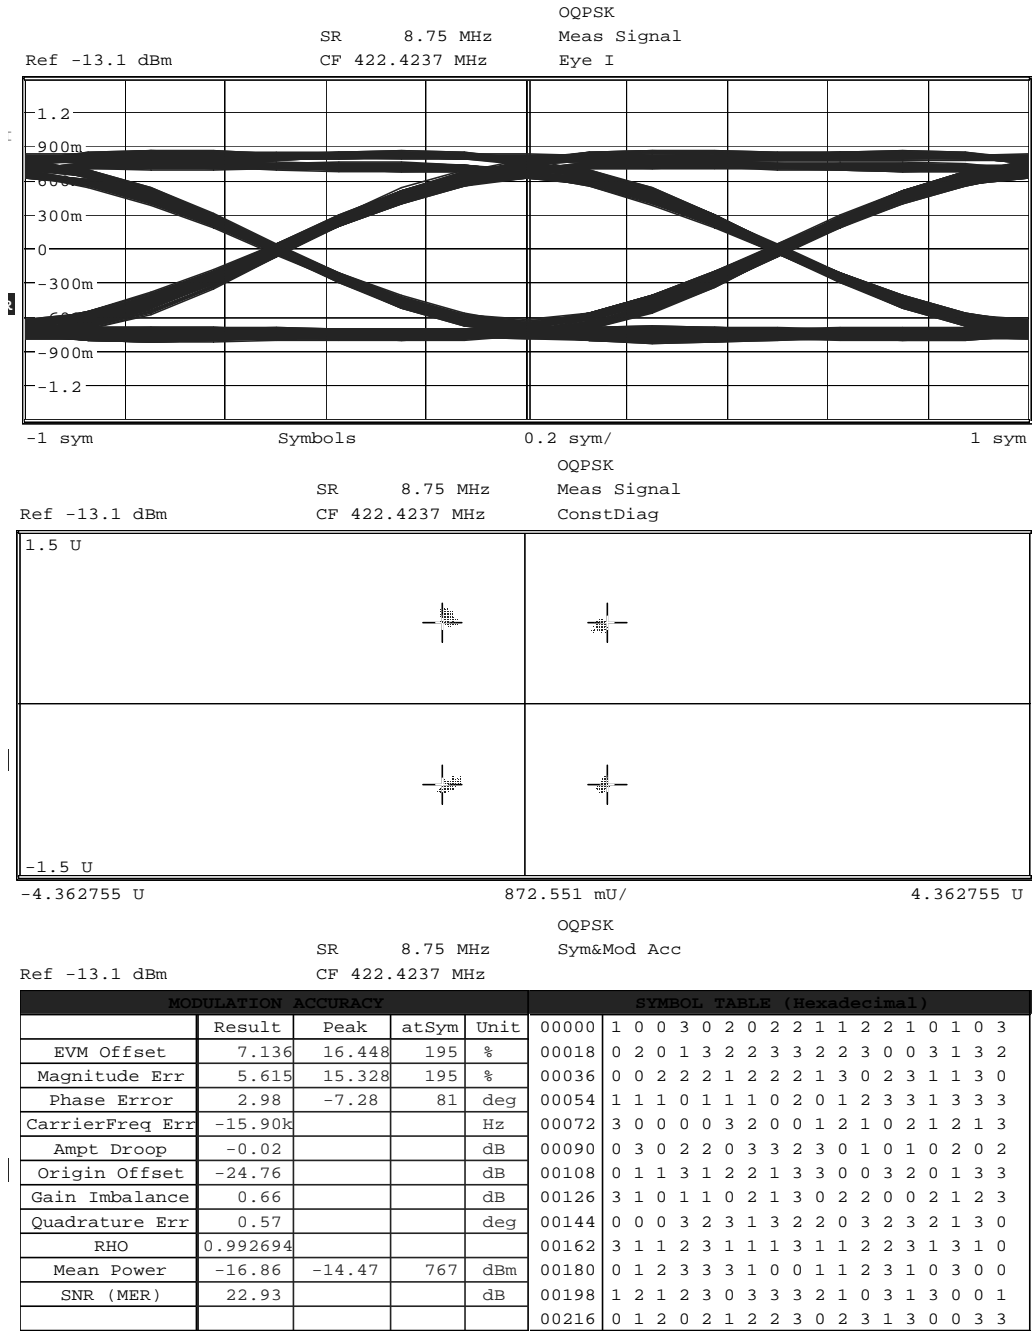 OQPSK
SR 8.75 MHz Meas Signal
Ref -13.1 dBm CF 422.4237 MHz Eye I
1.2
900m
300m
0
-300m
-900m
-1.2
-1 sym Symbols 0.2 sym/ 1 sym
OQPSK
SR 8.75 MHz Meas Signal
Ref -13.1 dBm CF 422.4237 MHz ConstDiag
1.5 U
-1.5 U
-4.362755 U 872.551 mU/ 4.362755 U
OQPSK
SR 8.75 MHz Sym&Mod Acc
Ref -13.1 dBm CF 422.4237 MHz
MODULATION ACCURACY SYMBOL TABLE (Hexadecimal)
Result Peak atSym Unit 00000 1 0 0 3 0 2 0 2 2 1 1 2 2 1 0 1 0 3
EVM Offset 7.136 16.448 195 % 00018 0 2 0 1 3 2 2 3 3 2 2 3 0 0 3 1 3 2
Magnitude Err 5.615 15.328 195 % 00036 0 0 2 2 2 1 2 2 2 1 3 0 2 3 1 1 3 0
Phase Error 2.98 -7.28 81 deg 00054 1 1 1 0 1 1 1 0 2 0 1 2 3 3 1 3 3 3
CarrierFreq Err -15.90k Hz 00072 3 0 0 0 0 3 2 0 0 1 2 1 0 2 1 2 1 3
Ampt Droop -0.02 dB 00090 0 3 0 2 2 0 3 3 2 3 0 1 0 1 0 2 0 2
Origin Offset -24.76 dB 00108 0 1 1 3 1 2 2 1 3 3 0 0 3 2 0 1 3 3
Gain Imbalance 0.66 dB 00126 3 1 0 1 1 0 2 1 3 0 2 2 0 0 2 1 2 3
Quadrature Err 0.57 deg 00144 0 0 0 3 2 3 1 3 2 2 0 3 2 3 2 1 3 0
RHO 0.992694 00162 3 1 1 2 3 1 1 1 3 1 1 2 2 3 1 3 1 0
Mean Power -16.86 -14.47 767 dBm 00180 0 1 2 3 3 3 1 0 0 1 1 2 3 1 0 3 0 0
SNR (MER) 22.93 dB 00198 1 2 1 2 3 0 3 3 3 2 1 0 3 1 3 0 0 1
00216 0 1 2 0 2 1 2 2 3 0 2 3 1 3 0 0 3 3